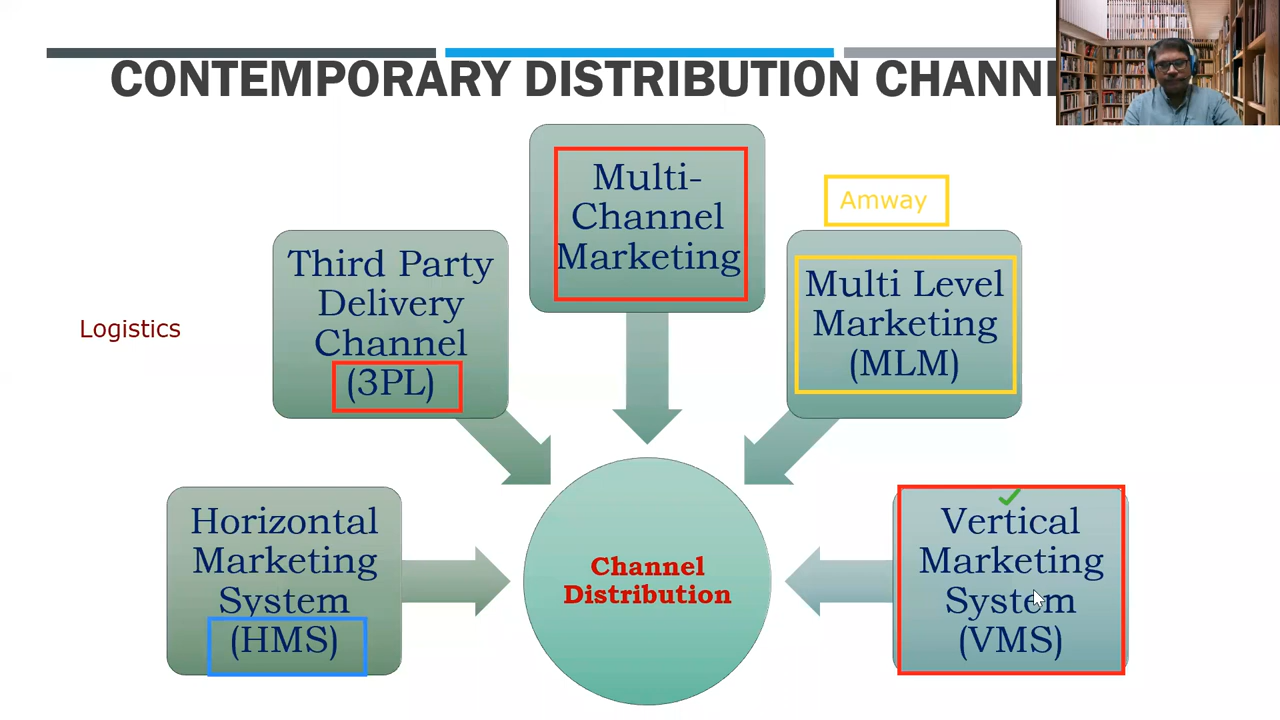 CONTEMPORARY DISTRIBUTION CHANN
Multi-
Channel
Marketing
Amway
Third Party
Delivery
Channel
(3PL)
Multi Level
Marketing
(MLM)
Logistics
Horizontal
Marketing
System
(HMS)
Channel
Distribution
Vertical
Marketing
System
(VMS)